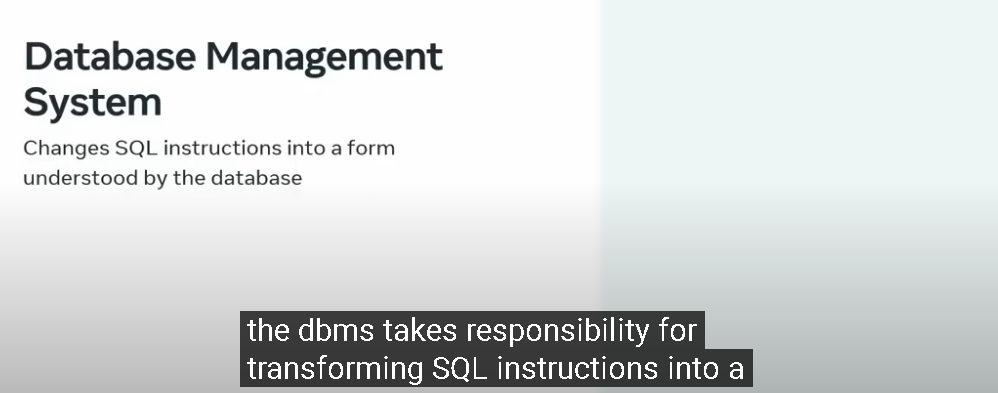 Database Management
System
Changes SQL instructions into a form
understood by the database
the dbms takes responsibility for
transforming SQL instructions into a